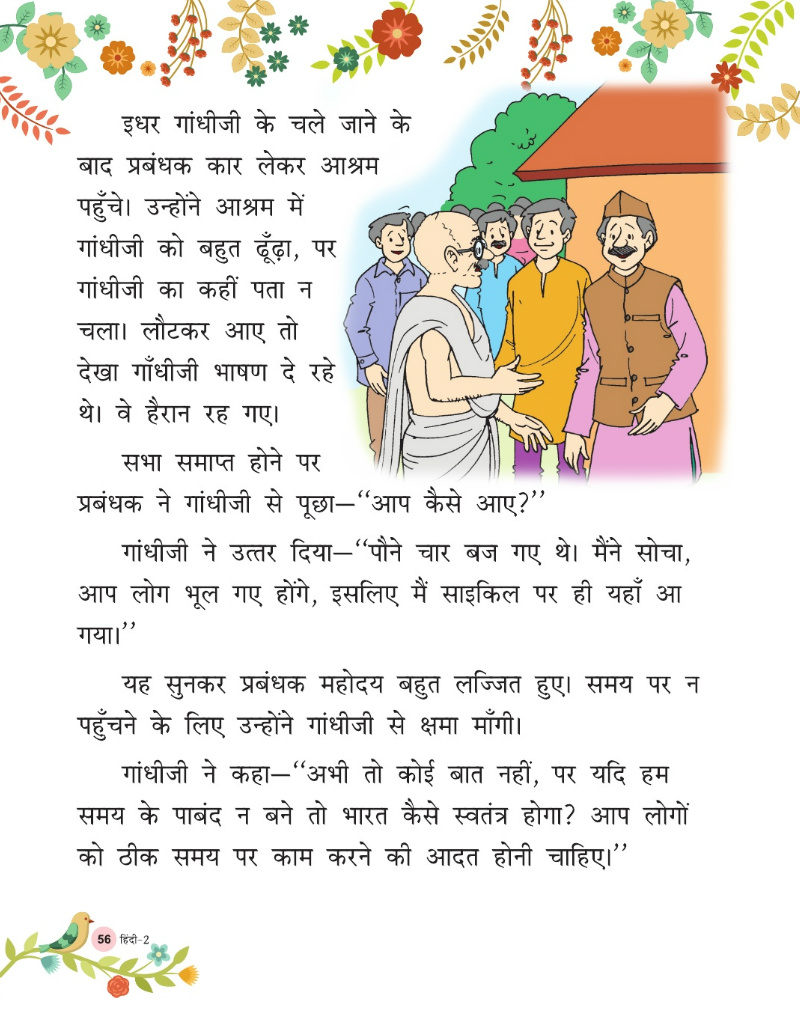 इधर गांधीजी के चले जाने के
बाद प्रबंधक कार लेकर आश्रम
पहुँचे। उन्होंने आश्रम में
गांधीजी को बहुत ढूँढ़ा, पर
गांधीजी का कहीं पता न
चला। लौटकर आए तो
देखा गाँधीजी भाषण दे रहे
थे। वे हैरान रह गए।
सभा समाप्त होने पर
प्रबंधक ने गांधीजी से पूछा—‘‘आप कैसे आए?’’
गांधीजी ने उत्तर दिया—‘‘पौने चार बज गए थे। मैंने सोचा,
आप लोग भूल गए होंगे, इसलिए मैं साइकिल पर ही यहाँ आ
गया।’’
यह सुनकर प्रबंधक महोदय बहुत लज्जित हुए। समय पर न
पहुँचने के लिए उन्होंने गांधीजी से क्षमा माँगी।
गांधीजी ने कहा—‘‘अभी तो कोई बात नहीं, पर यदि हम
समय के पाबंद न बने तो भारत कैसे स्वतंत्र होगा? आप लोगों
को ठीक समय पर काम करने की आदत होनी चाहिए।’’
56 हिंदी-2